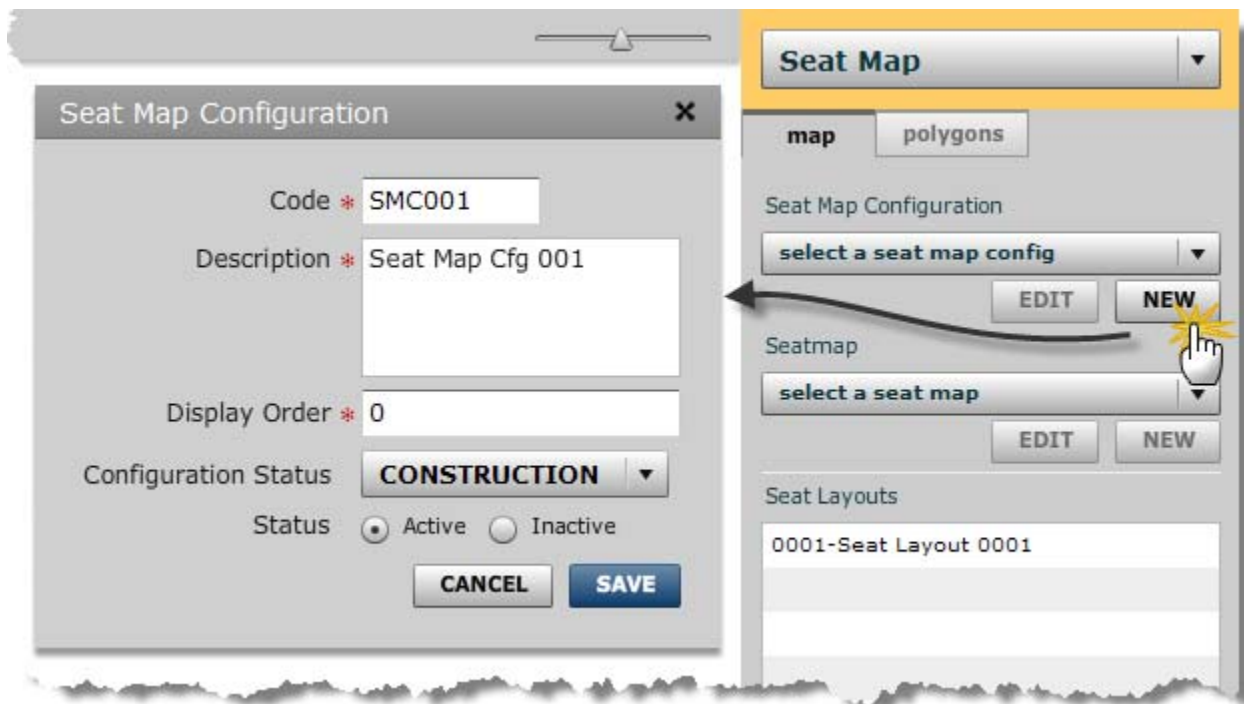 Seat Map Configuration
Code * SMC001
Description * Seat Map Cfg 001
Display Order * 0
Configuration Status CONSTRUCTION
Status Active Inactive
CANCEL SAVE
Seat Map
map polygons
Seat Map Configuration
select a seat map config
EDIT NEW
Seatmap
select a seat map
EDIT NEW
Seat Layouts
0001-Seat Layout 0001